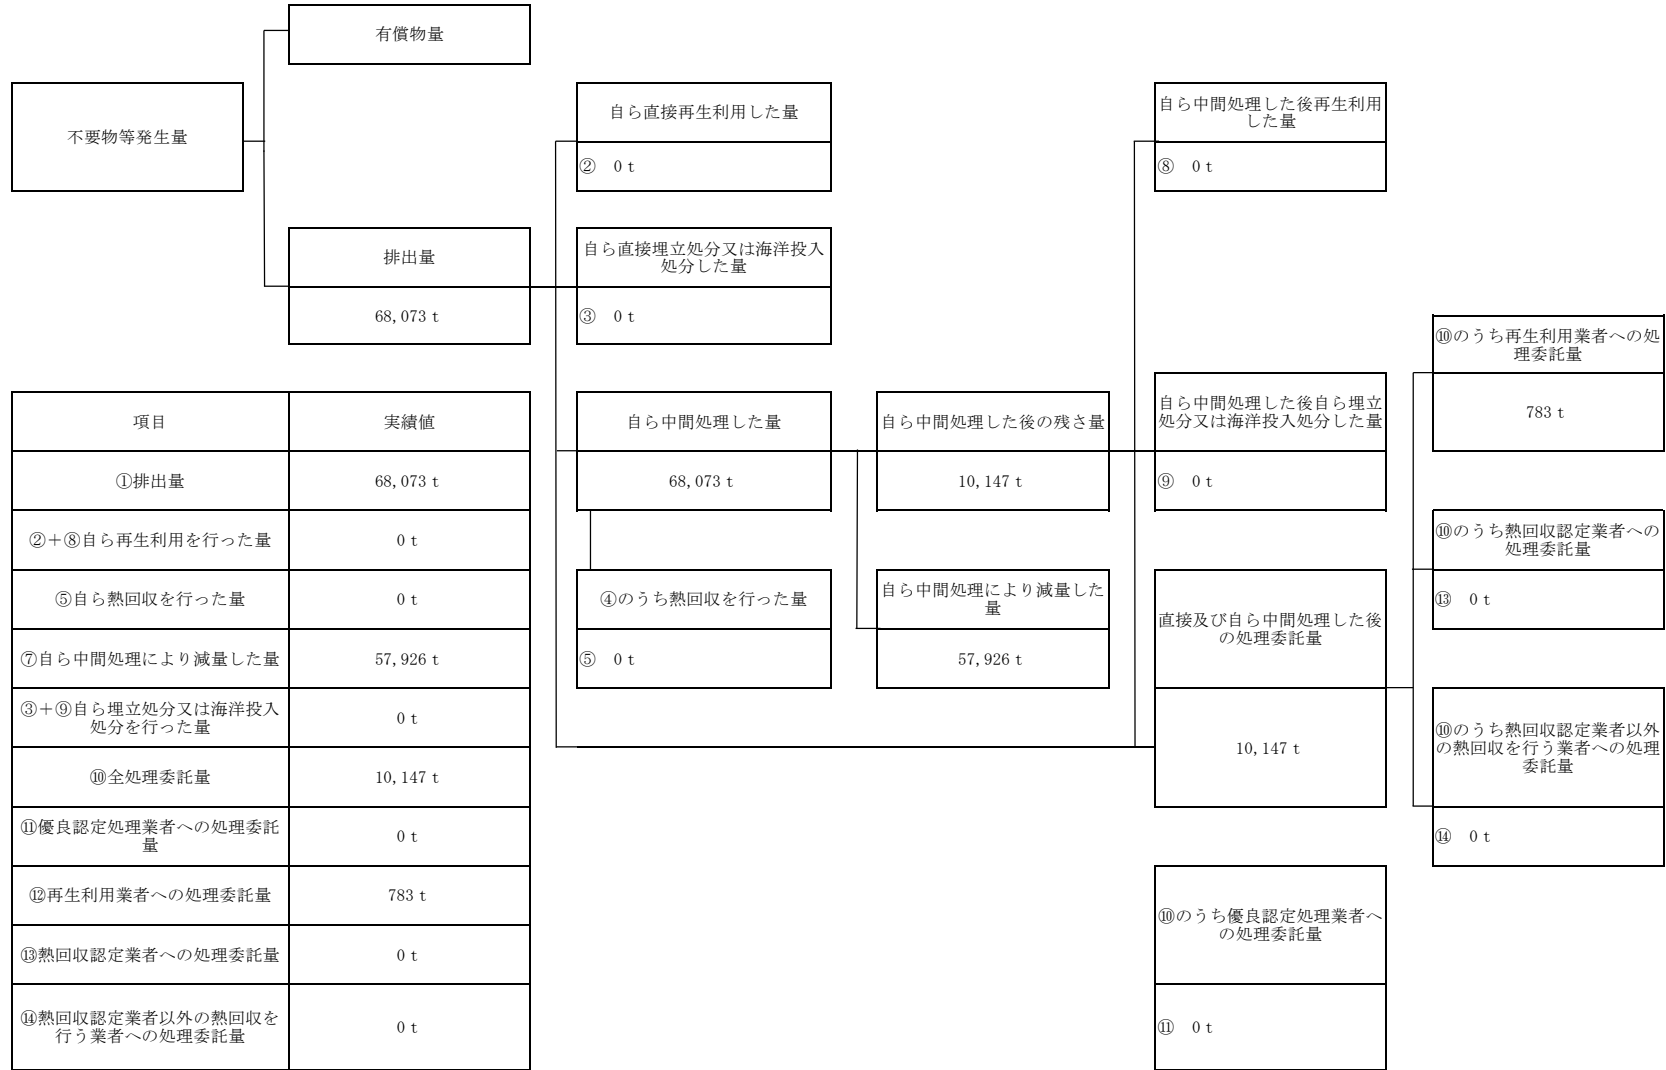 有償物量
不要物等発生量
自ら直接再生利用した量
② 0 t
自ら中間処理した後再生利用
した量
⑧ 0 t
排出量
68,073 t
自ら直接埋立処分又は海洋投入
処分した量
③ 0 t
⑩のうち再生利用業者への処
理委託量
783 t
項目
実績値
①排出量
68,073 t
②＋⑧自ら再生利用を行った量
0 t
⑤自ら熱回収を行った量
0 t
⑦自ら中間処理により減量した量
57,926 t
③＋⑨自ら埋立処分又は海洋投入
処分を行った量
0 t
⑩全処理委託量
10,147 t
⑪優良認定処理業者への処理委託
量
0 t
⑫再生利用業者への処理委託量
783 t
⑬熱回収認定業者への処理委託量
0 t
⑭熱回収認定業者以外の熱回収を
行う業者への処理委託量
0 t
自ら中間処理した量
68,073 t
自ら中間処理した後の残さ量
10,147 t
自ら中間処理した後自ら埋立
処分又は海洋投入処分した量
⑨ 0 t
④のうち熱回収を行った量
⑤ 0 t
自ら中間処理により減量した
量
57,926 t
直接及び自ら中間処理した後
の処理委託量
10,147 t
⑩のうち熱回収認定業者への
処理委託量
⑬ 0 t
⑩のうち熱回収認定業者以外
の熱回収を行う業者への処理
委託量
⑭ 0 t
⑩のうち優良認定処理業者へ
の処理委託量
⑪ 0 t